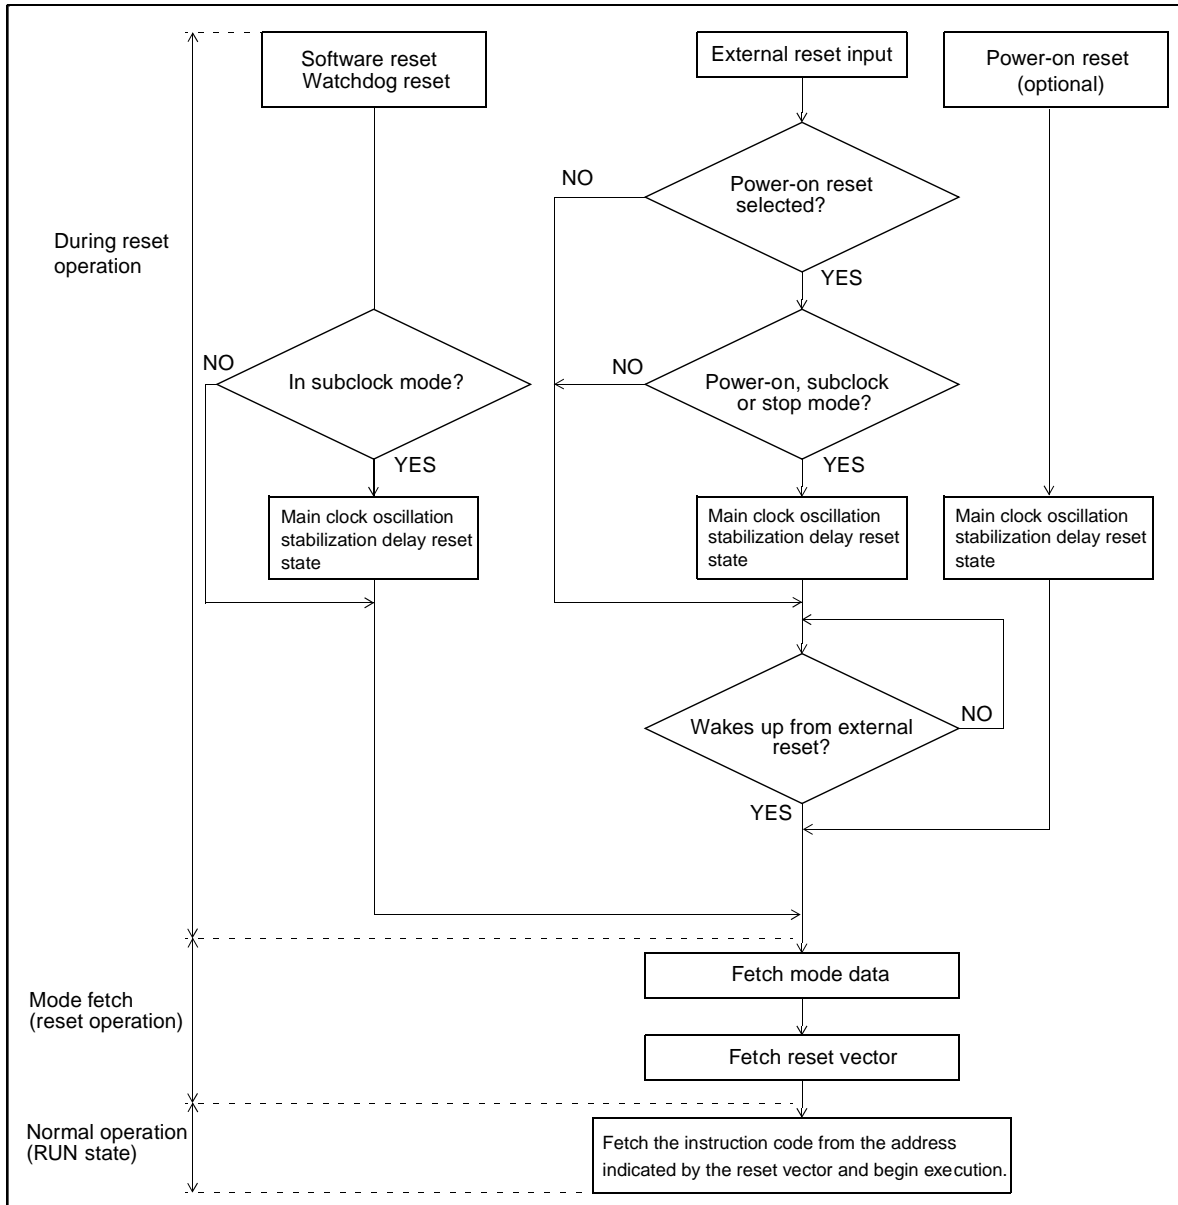 Software reset
Watchdog reset
External reset input
Power-on reset
(optional)
NO
Power-on reset
selected?
YES
During reset
operation
NO
In subclock mode?
YES
NO
Power-on, subclock
or stop mode?
YES
Main clock oscillation
stabilization delay reset
state
Main clock oscillation
stabilization delay reset
state
Main clock oscillation
stabilization delay reset
state
Wakes up from external
reset?
NO
YES
Mode fetch
(reset operation)
Fetch mode data
Fetch reset vector
Normal operation
(RUN state)
Fetch the instruction code from the address
indicated by the reset vector and begin execution.